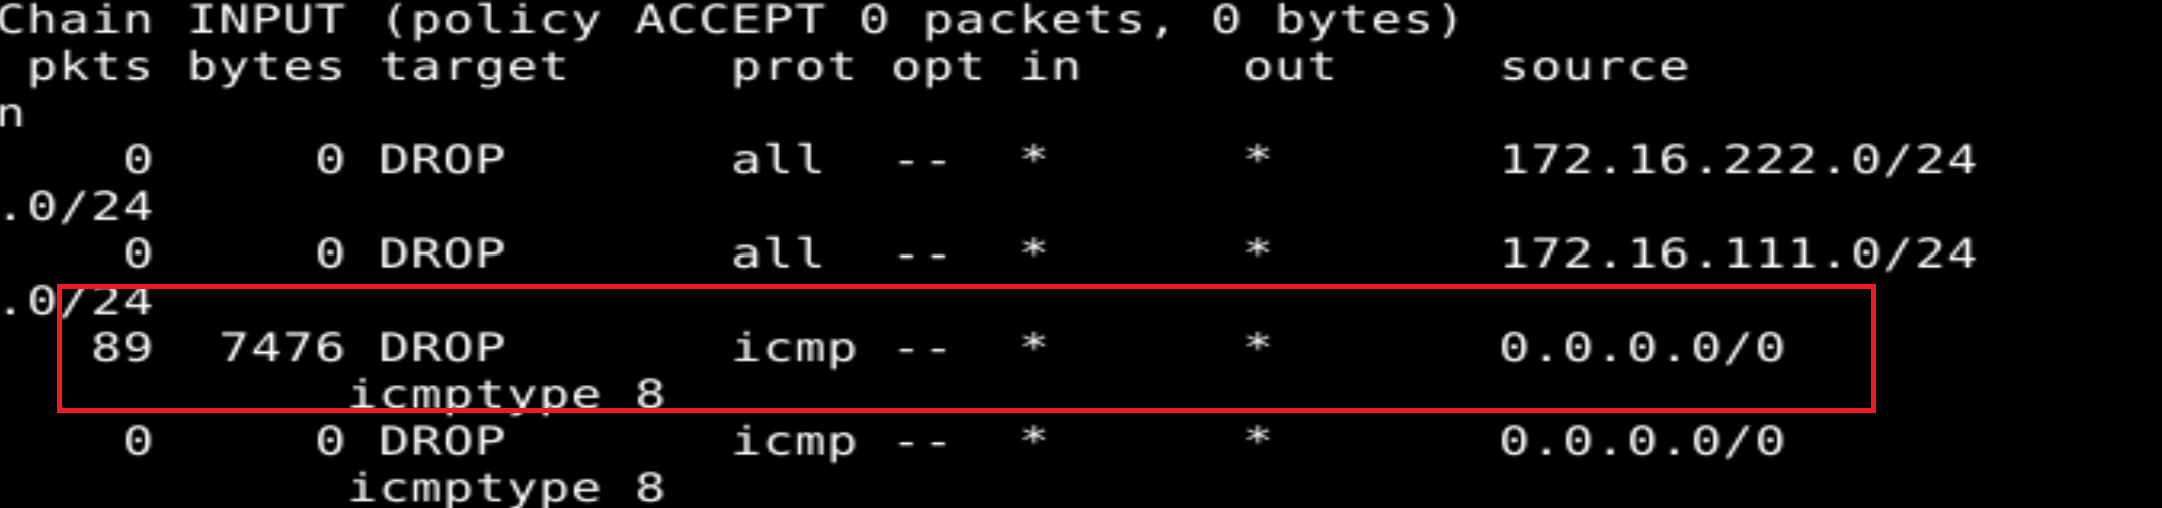 Chain INPUT (policy ACCEPT 0 packets, 0 bytes)
pkts bytes target prot opt in out source
n
0 0 DROP all -- * * 172.16.222.0/24
.0/24
0 0 DROP all -- * * 172.16.111.0/24
.0/24
89 7476 DROP icmp -- * * 0.0.0.0/0
icmptype 8
0 0 DROP icmp -- * * 0.0.0.0/0
icmptype 8